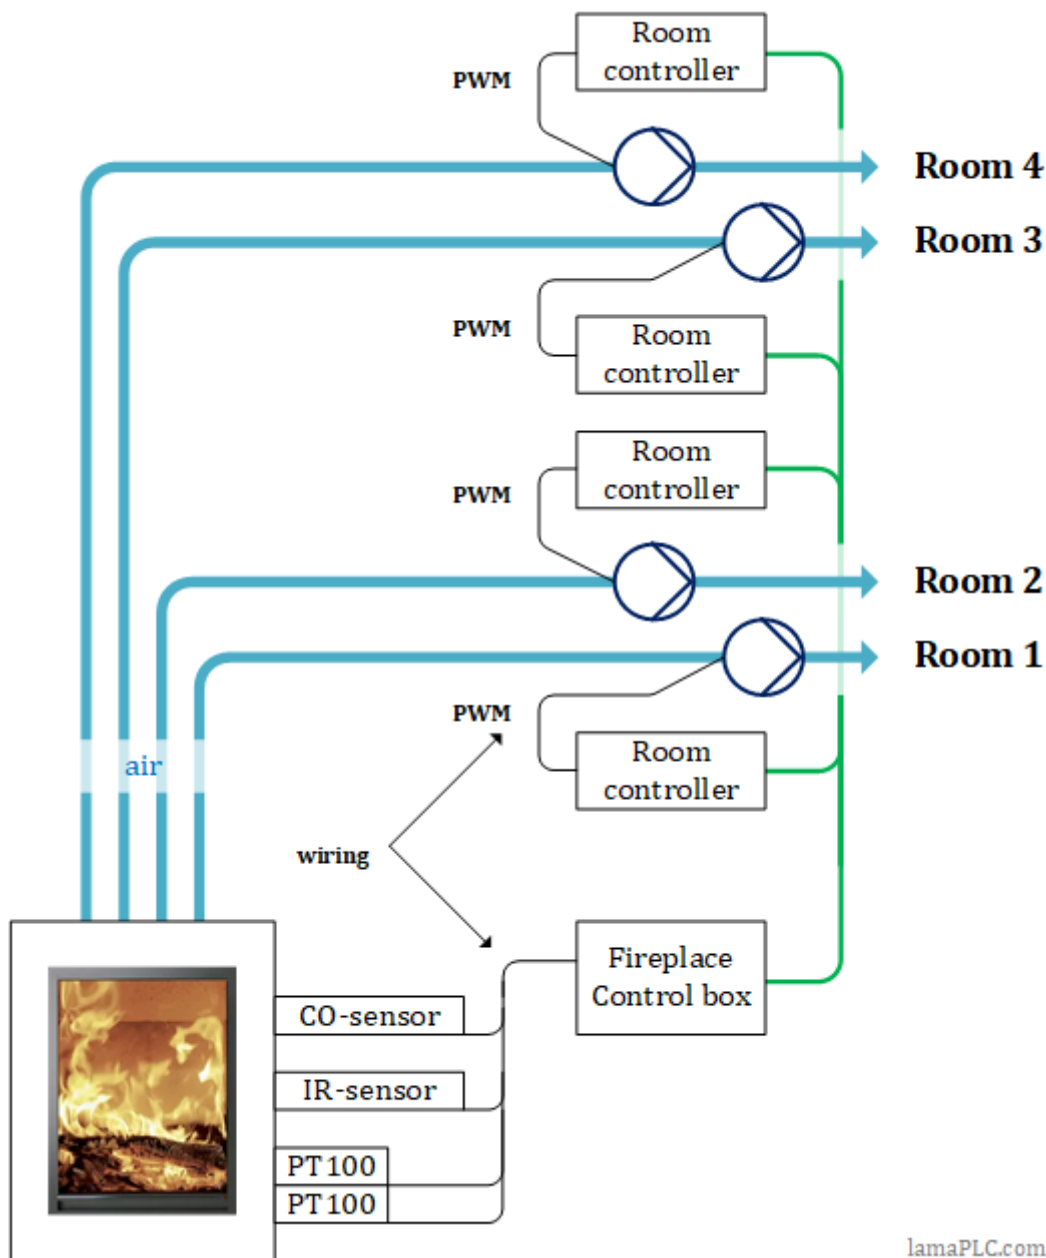 Room
controller
PWM
Room 4
Room 3
PWM
Room
controller
Room
controller
PWM
Room 2
Room 1
PWM
Room
controller
air
wiring
Fireplace
Control box
CO-sensor
IR-sensor
PT100
PT100
lamaPLC.com